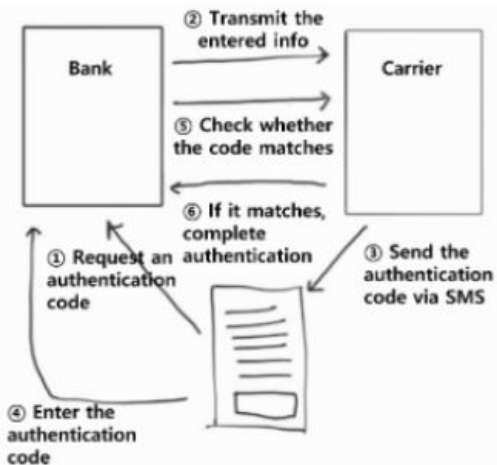 ② Transmit the
entered info
Bank
Carrier
⑤ Check whether
the code matches
⑥ If it matches,
complete
authentication
① Request an
authentication
code
③ Send the
authentication
code via SMS
④ Enter the
authentication
code